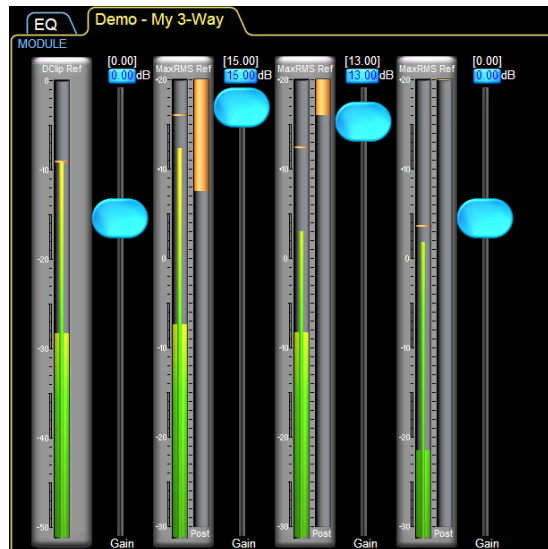 EQ
Demo - My 3-Way
MODULE
DClip Ref
[0.00]
0.00 dB
MaxRMS Ref
[15.00]
15.00 dB
MaxRMS Ref
[13.00]
13.00 dB
MaxRMS Ref
[0.00]
0.00 dB
0
-10
-20
-30
-40
-50
Gain
+20
+10
0
-10
-20
-30
Post
Gain
+20
+10
0
-10
-20
-30
Post
Gain
+20
+10
0
-10
-20
-30
Post
Gain